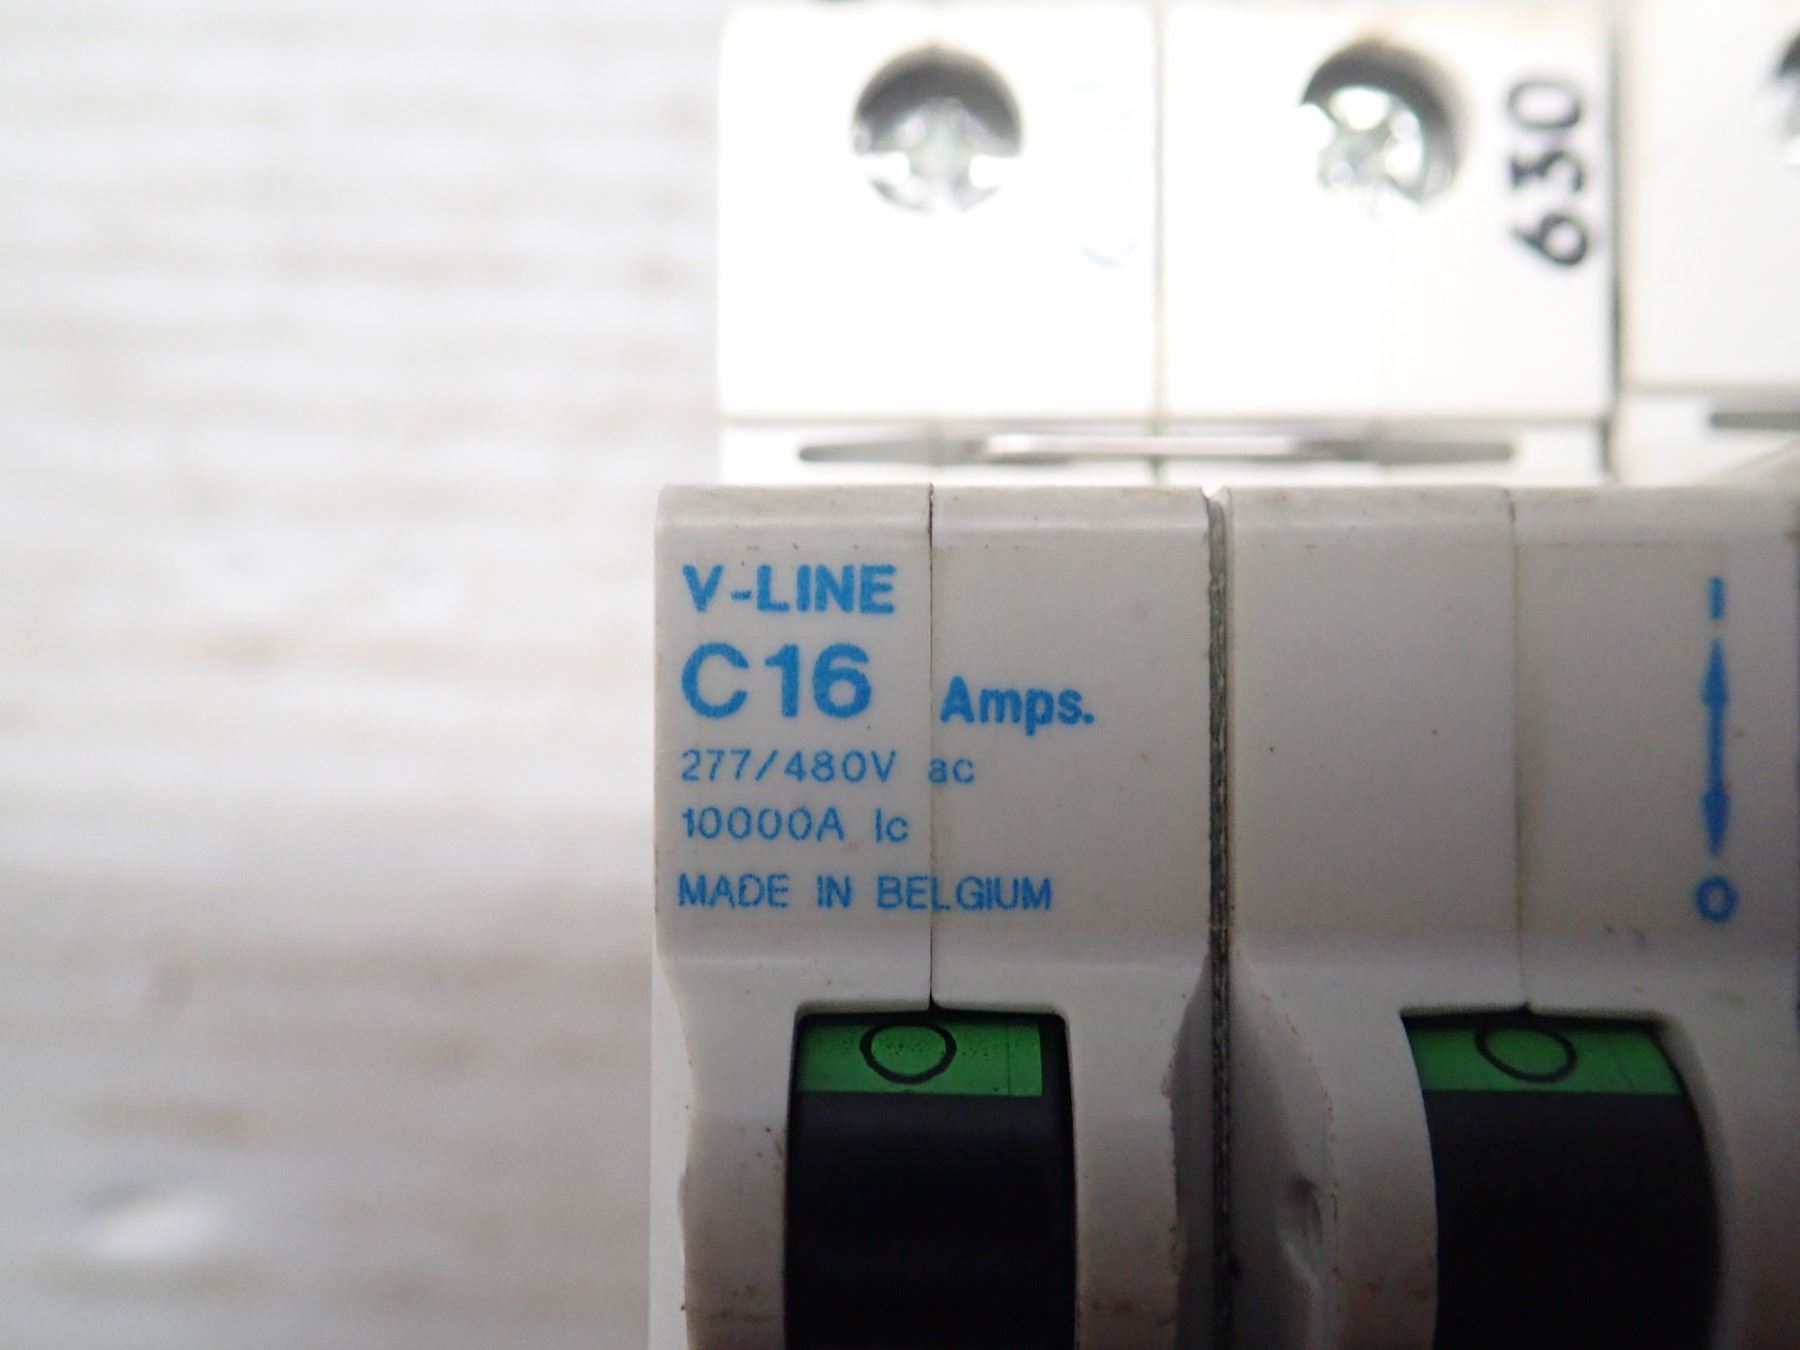 630
V-LINE
C16 Amps.
277/480V ac
10000A Ic
MADE IN BELGIUM
I
O
O
O